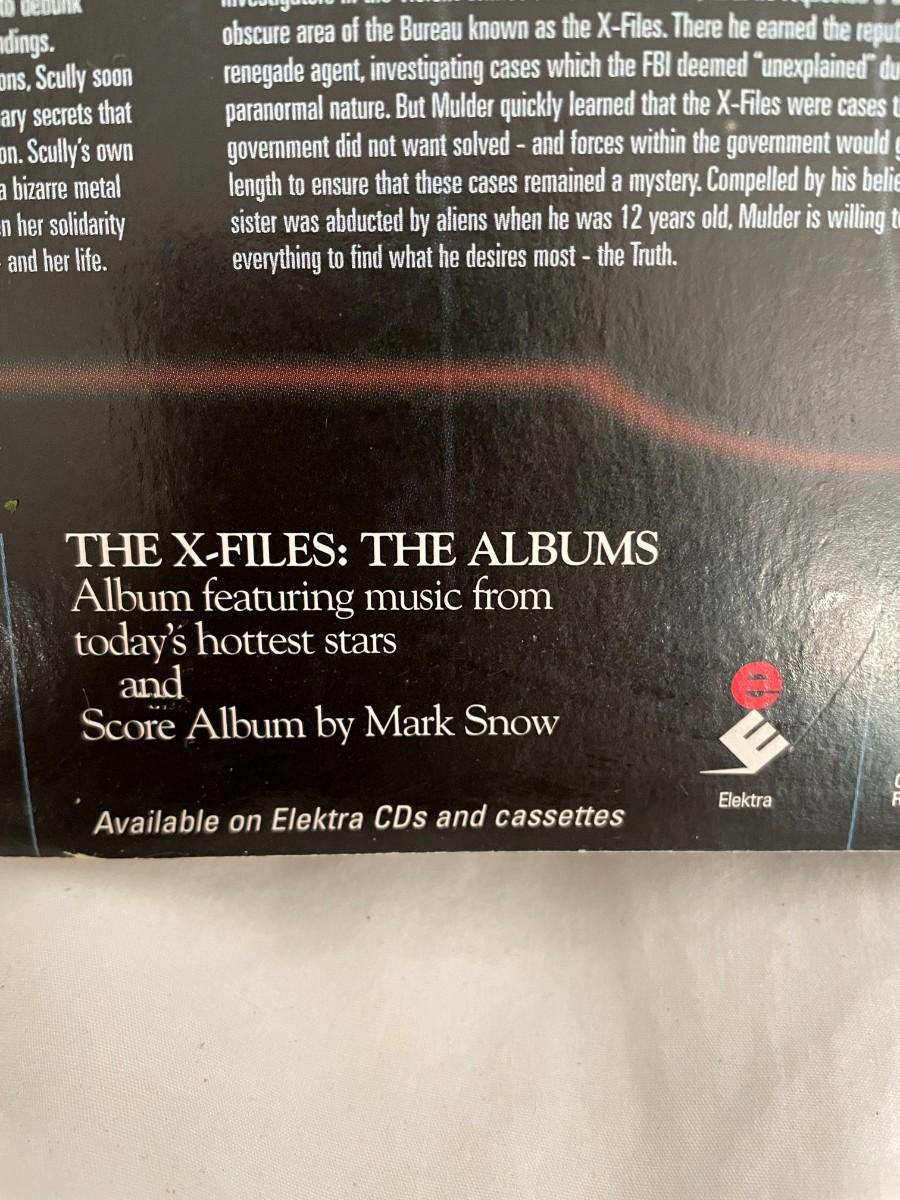 to debunk
ndings.
ons, Scully soon
ary secrets that
on. Scully's own
a bizarre metal
n her solidarity
- and her life.
obscure area of the Bureau known as the X-Files. There he earned the reput
renegade agent, investigating cases which the FBI deemed "unexplained" du
paranormal nature. But Mulder quickly learned that the X-Files were cases t
government did not want solved - and forces within the government would g
length to ensure that these cases remained a mystery. Compelled by his belie
sister was abducted by aliens when he was 12 years old, Mulder is willing t
everything to find what he desires most - the Truth.
THE X-FILES: THE ALBUMS
Album featuring music from
today's hottest stars
and
Score Album by Mark Snow
Available on Elektra CDs and cassettes
e
E
Elektra